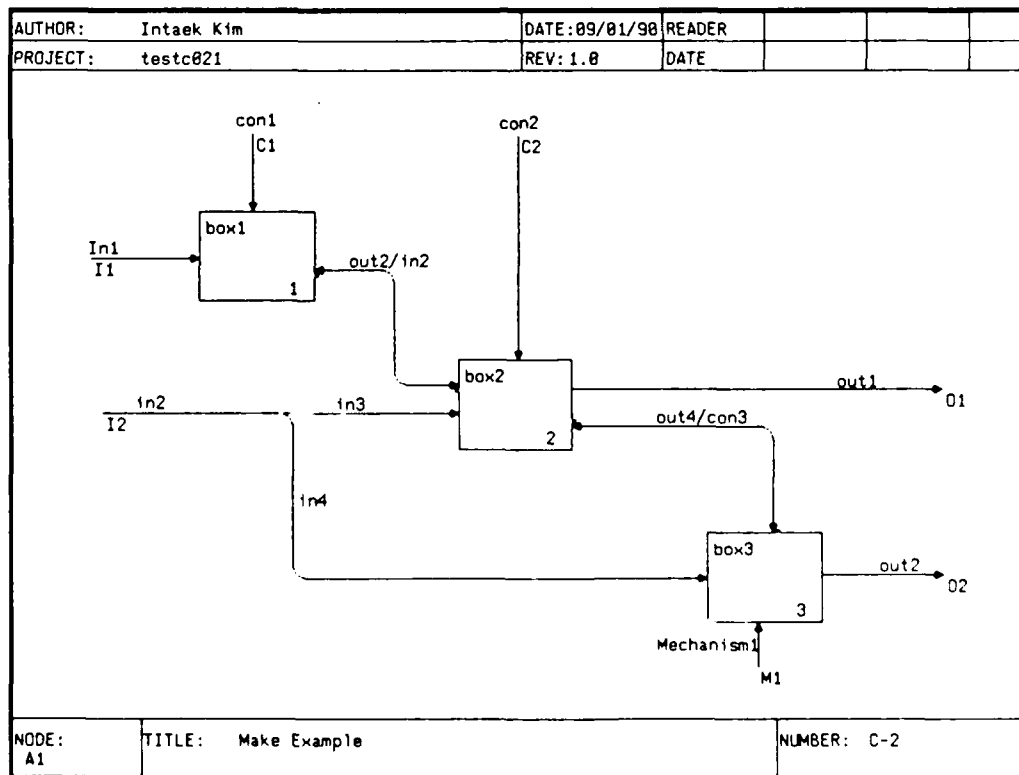 AUTHOR: Intaek Kim DATE:09/01/90 READER
PROJECT: testc021 REV:1.0 DATE
con1
C1
con2
C2
box1
1
In1
I1
out2/in2
box2
2
out1
O1
in2
I2
in3
out4/con3
in4
box3
3
out2
O2
Mechanism1
M1
NODE: TITLE: Make Example NUMBER: C-2
A1